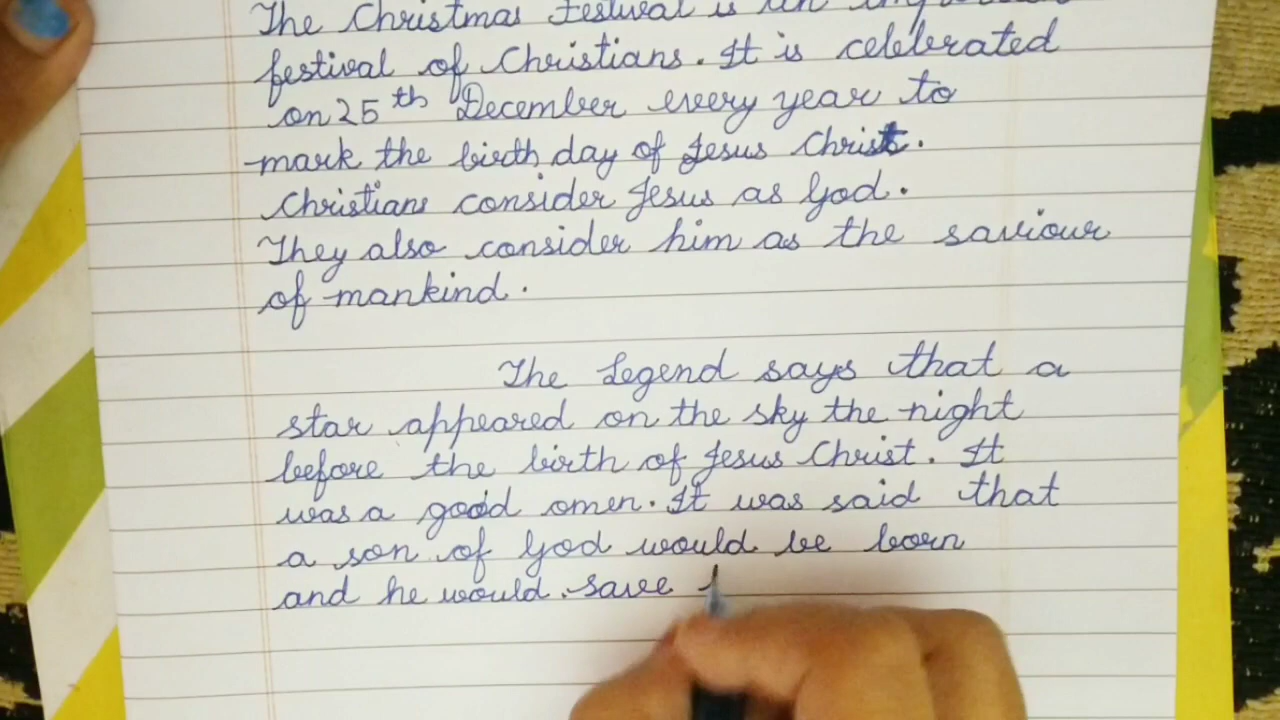 The Christmas Festival is an
festival of Christians. It is celebrated
on 25th December every year to
mark the birth day of Jesus Christ.
Christians consider Jesus as God.
They also consider him as the saviour
of mankind.
The Legend says that a
star appeared on the sky the night
before the birth of Jesus Christ. It
was a good omen. It was said that
a son of God would be born
and he would save